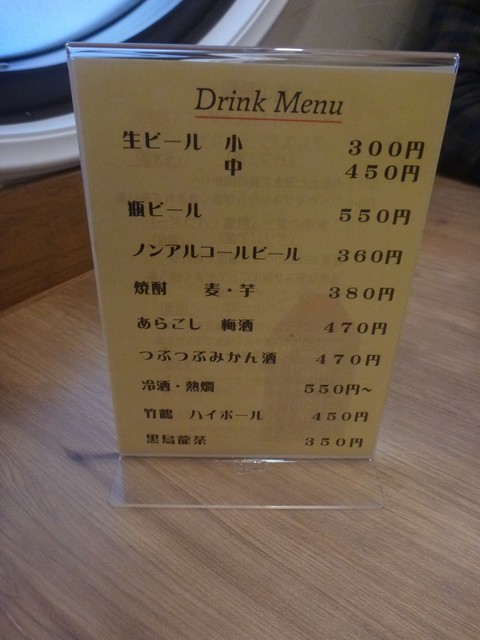 Drink Menu
生ビール 小 300円
中 450円
瓶ビール 550円
ノンアルコールビール 360円
焼酎 麦・芋 380円
あらごし 梅酒 470円
つぶつぶみかん酒 470円
冷酒・熱燗 550円~
竹鶴 ハイボール 450円
黒烏龍茶 350円